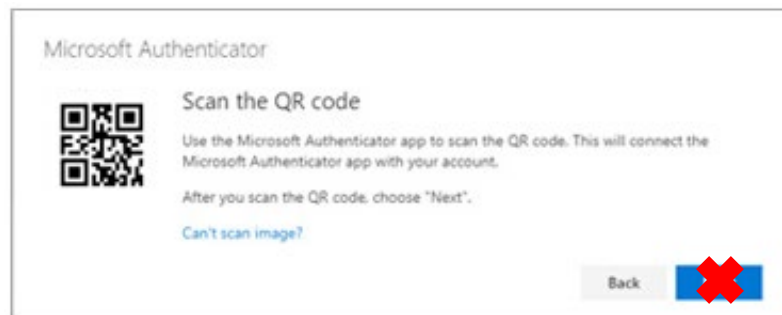 Microsoft Authenticator
Scan the QR code
Use the Microsoft Authenticator app to scan the QR code. This will connect the
Microsoft Authenticator app with your account.
After you scan the QR code, choose "Next".
Can't scan image?
Back